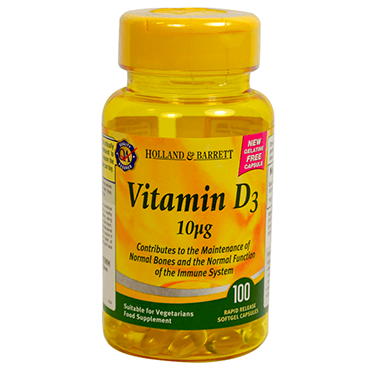 HOLLAND & BARRETT
NEW
GELATINE
FREE
CAPSULE
Vitamin D3
10µg
Contributes to the Maintenance of
Normal Bones and the Normal Function
of the Immune System
100
RAPID RELEASE
SOFTGEL CAPSULES
Suitable for Vegetarians
Food Supplement